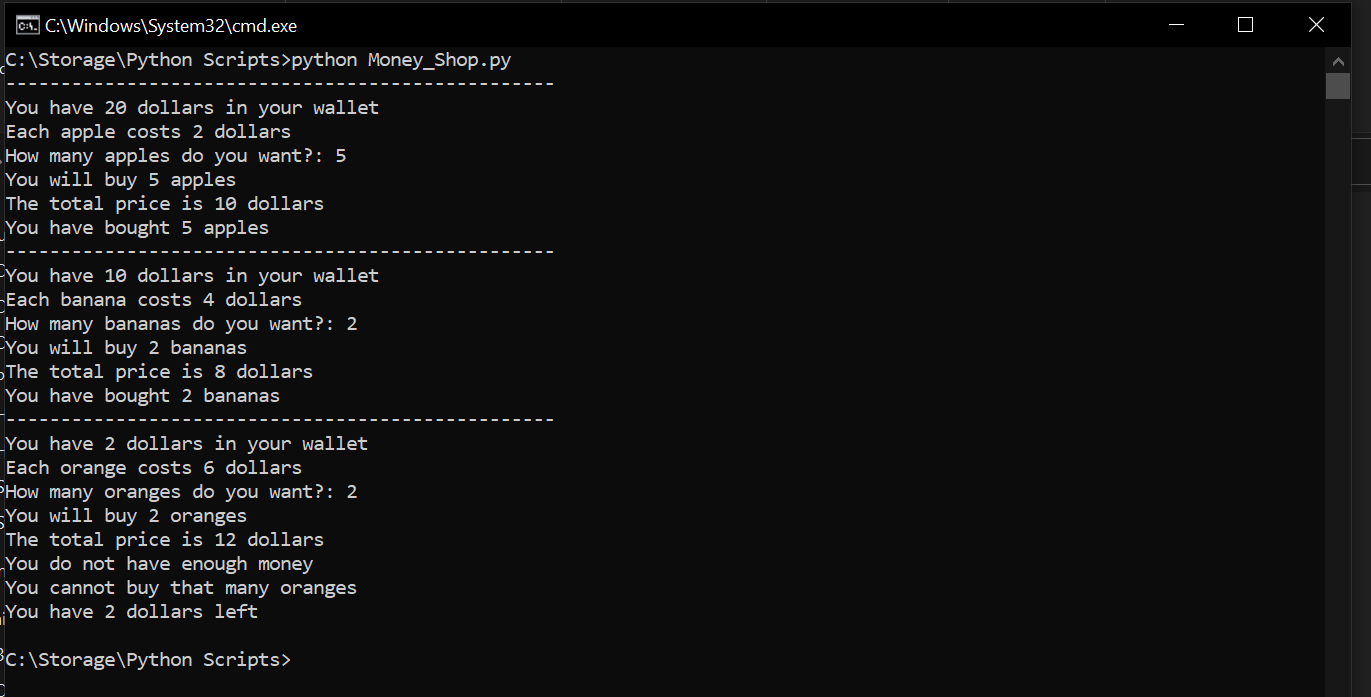 C:\Windows\System32\cmd.exe
C:\Storage\Python Scripts>python Money_Shop.py
--------------------------------------------------
You have 20 dollars in your wallet
Each apple costs 2 dollars
How many apples do you want?: 5
You will buy 5 apples
The total price is 10 dollars
You have bought 5 apples
--------------------------------------------------
You have 10 dollars in your wallet
Each banana costs 4 dollars
How many bananas do you want?: 2
You will buy 2 bananas
The total price is 8 dollars
You have bought 2 bananas
--------------------------------------------------
You have 2 dollars in your wallet
Each orange costs 6 dollars
How many oranges do you want?: 2
You will buy 2 oranges
The total price is 12 dollars
You do not have enough money
You cannot buy that many oranges
You have 2 dollars left
C:\Storage\Python Scripts>